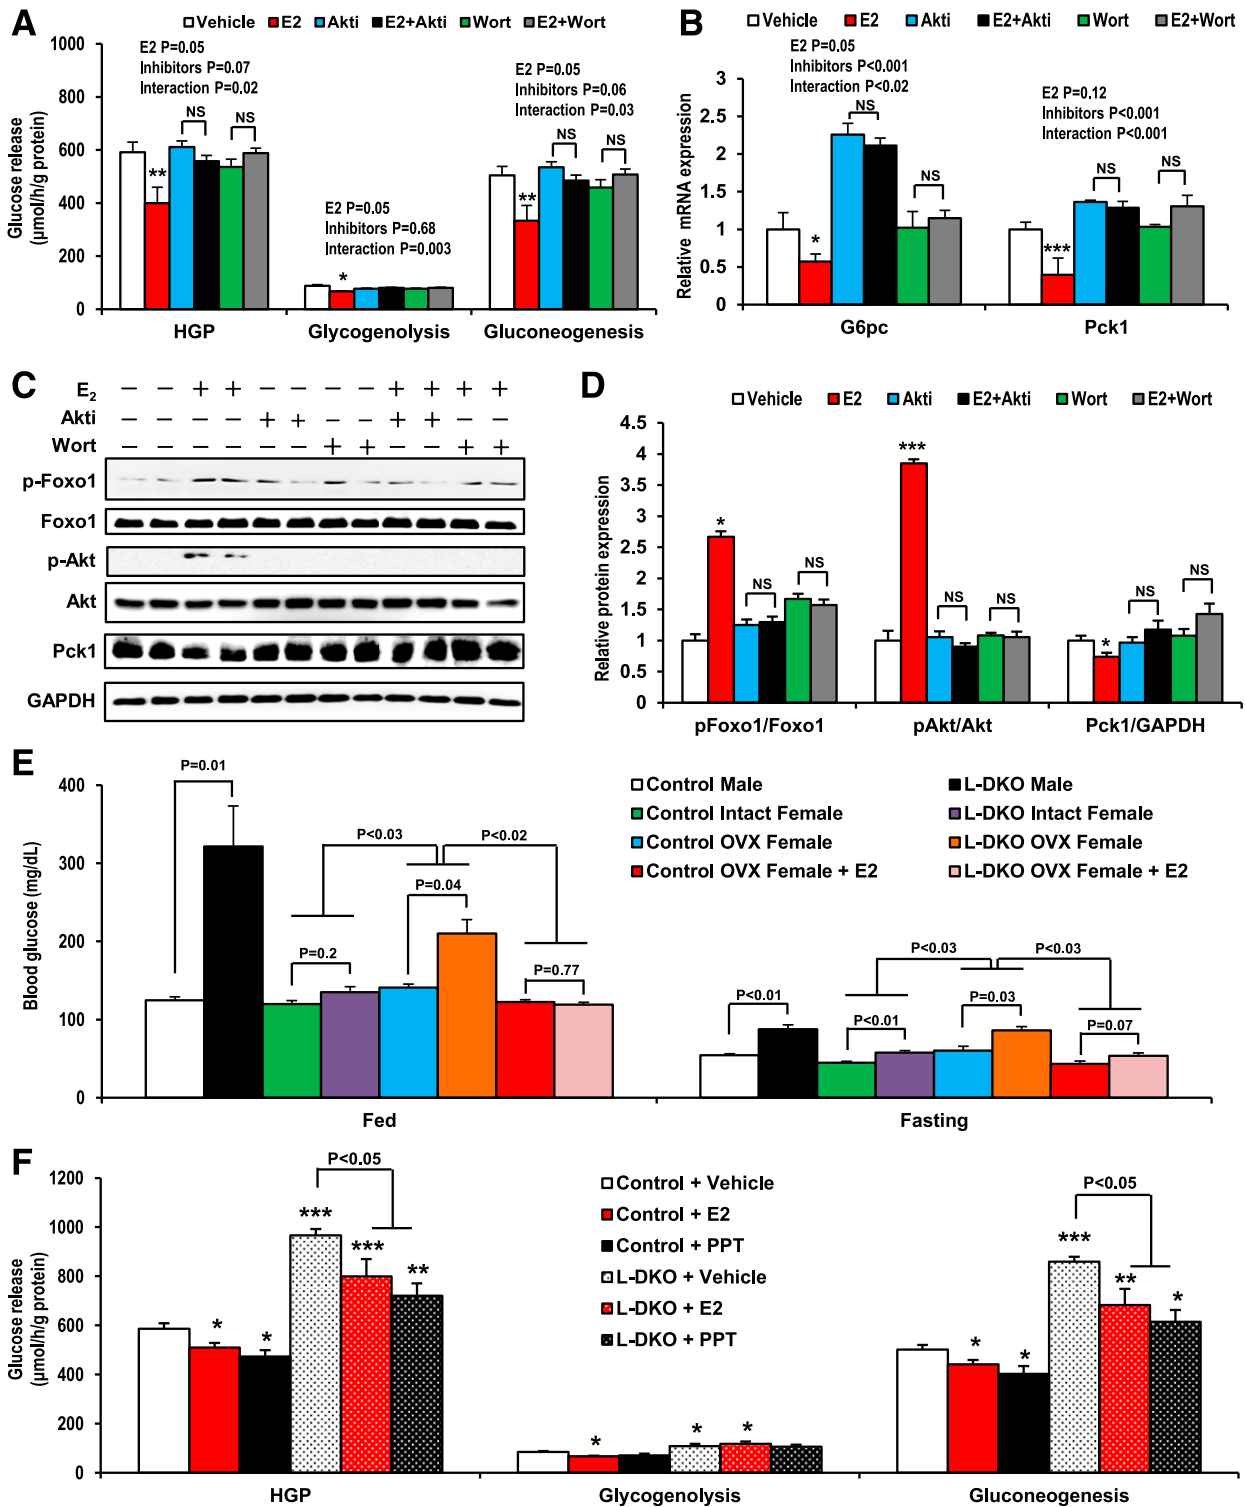 A
Vehicle E2 Akti E2+Akti Wort E2+Wort
Glucose release
(µmol/h/g protein)
1000
800
600
400
200
0
E2 P=0.05
Inhibitors P=0.07
Interaction P=0.02
NS
NS
**
E2 P=0.05
Inhibitors P=0.68
Interaction P=0.003
*
E2 P=0.05
Inhibitors P=0.06
Interaction P=0.03
NS
NS
**
HGP Glycogenolysis Gluconeogenesis
B
Vehicle E2 Akti E2+Akti Wort E2+Wort
Relative mRNA expression
3
2.5
2
1.5
1
0.5
0
E2 P=0.05
Inhibitors P<0.001
Interaction P<0.02
NS
NS
*
E2 P=0.12
Inhibitors P<0.001
Interaction P<0.001
NS
NS
***
G6pc Pck1
C
E2 − − + + − − − − + + + +
Akti − − − − + + − − + + − −
Wort − − − − − − + + − − + +
p-Foxo1
Foxo1
p-Akt
Akt
Pck1
GAPDH
D
Vehicle E2 Akti E2+Akti Wort E2+Wort
Relative protein expression
4.5
4
3.5
3
2.5
2
1.5
1
0.5
0
*
NS
NS
***
NS
NS
*
NS
NS
pFoxo1/Foxo1 pAkt/Akt Pck1/GAPDH
E
Blood glucose (mg/dL)
400
300
200
100
0
Control Male L-DKO Male
Control Intact Female L-DKO Intact Female
Control OVX Female L-DKO OVX Female
Control OVX Female + E2 L-DKO OVX Female + E2
P=0.01
P<0.03
P<0.02
P=0.04
P=0.2
P=0.77
P<0.03
P<0.03
P<0.01
P<0.01
P=0.03
P=0.07
Fed Fasting
F
Glucose release
(µmol/h/g protein)
1200
1000
800
600
400
200
0
Control + Vehicle
Control + E2
Control + PPT
L-DKO + Vehicle
L-DKO + E2
L-DKO + PPT
P<0.05
*
*
***
***
**
*
*
*
P<0.05
*
*
***
**
*
HGP Glycogenolysis Gluconeogenesis